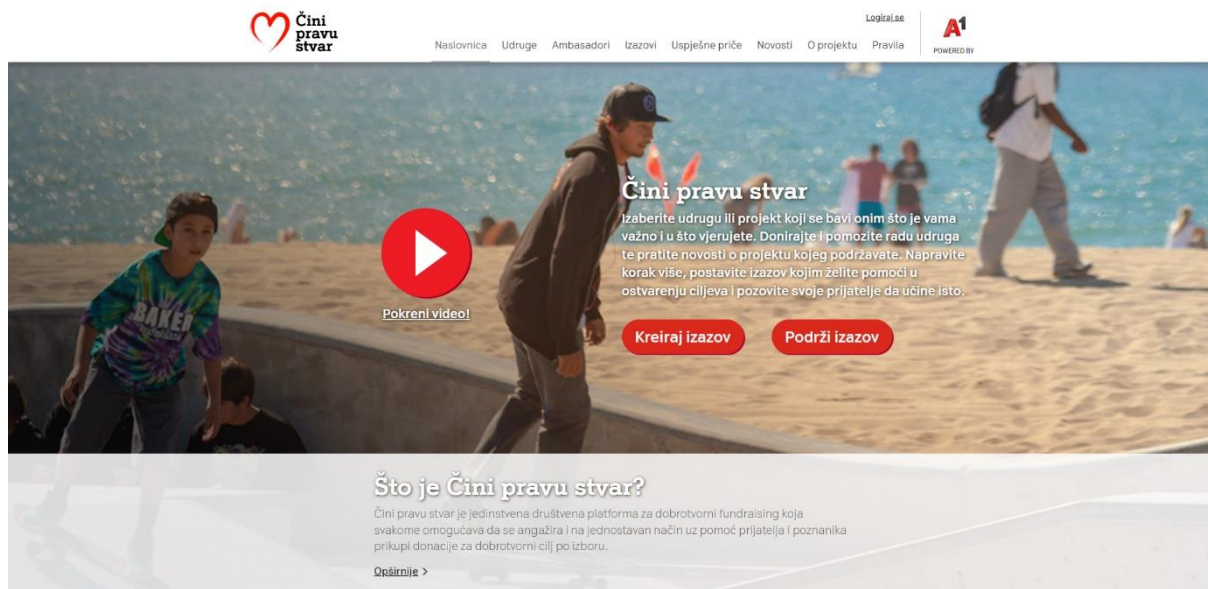 Čini
pravu
stvar
Logiraj se
Naslovnica Udruge Ambasadori Izazovi Uspješne priče Novosti O projektu Pravila
A1
POWERED BY
Čini pravu stvar
Izaberite udrugu ili projekt koji se bavi onim što je vama
važno i u što vjerujete. Donirajte i pomozite radu udruga
te pratite novosti o projektu kojeg podržavate. Napravite
korak više, postavite izazov kojim želite pomoći u
ostvarenju ciljeva i pozovite svoje prijatelje da učine isto.
Pokreni video!
Kreiraj izazov
Podrži izazov
BAKER
Što je Čini pravu stvar?
Čini pravu stvar je jedinstvena društvena platforma za dobrotvorni fundraising koja
svakome omogućava da se angažira i na jednostavan način uz pomoć prijatelja i poznanika
prikupi donacije za dobrotvorni cilj po izboru.
Opširnije >